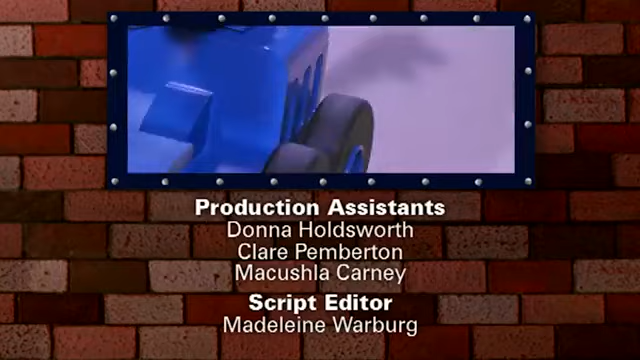 Production Assistants
Donna Holdsworth
Clare Pemberton
Macushla Carney
Script Editor
Madeleine Warburg